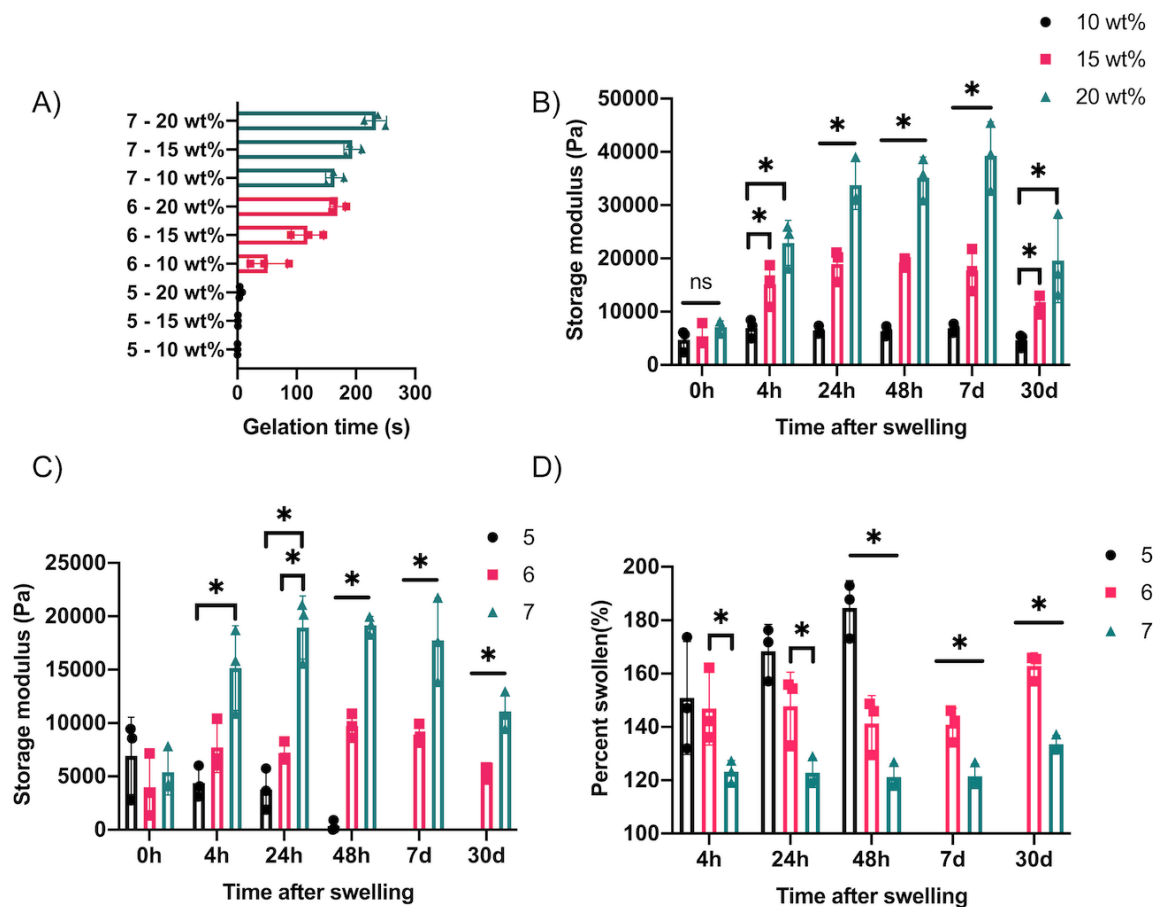 10 wt%
15 wt%
20 wt%
A)
7 - 20 wt%
7 - 15 wt%
7 - 10 wt%
6 - 20 wt%
6 - 15 wt%
6 - 10 wt%
5 - 20 wt%
5 - 15 wt%
5 - 10 wt%
0 100 200 300
Gelation time (s)
B)
Storage modulus (Pa)
50000
40000
30000
20000
10000
0
ns
*
*
*
*
*
*
*
0h 4h 24h 48h 7d 30d
Time after swelling
C)
Storage modulus (Pa)
25000
20000
15000
10000
5000
0
*
*
*
*
*
*
5
6
7
0h 4h 24h 48h 7d 30d
Time after swelling
D)
Percent swollen(%)
200
180
160
140
120
100
*
*
*
*
*
5
6
7
4h 24h 48h 7d 30d
Time after swelling